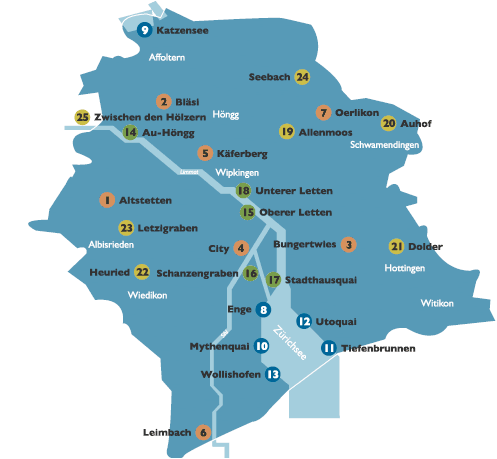 9 Katzensee
Affoltern
Seebach 24
2 Bläsi
Höngg
7 Oerlikon
25 Zwischen den Hölzern
20 Auhof
14 Au-Höngg
19 Allenmoos
Schwamendingen
5 Käferberg
Limmat
Wipkingen
18 Unterer Letten
1 Altstetten
15 Oberer Letten
23 Letzigraben
Albisrieden
City 4
Bungertwies 3
21 Dolder
Hottingen
Heuried 22
Schanzengraben 16
17 Stadthausquai
Wiedikon
Witikon
Enge 8
12 Utoquai
Zürichsee
Mythenquai 10
11 Tiefenbrunnen
Wollishofen 13
Leimbach 6